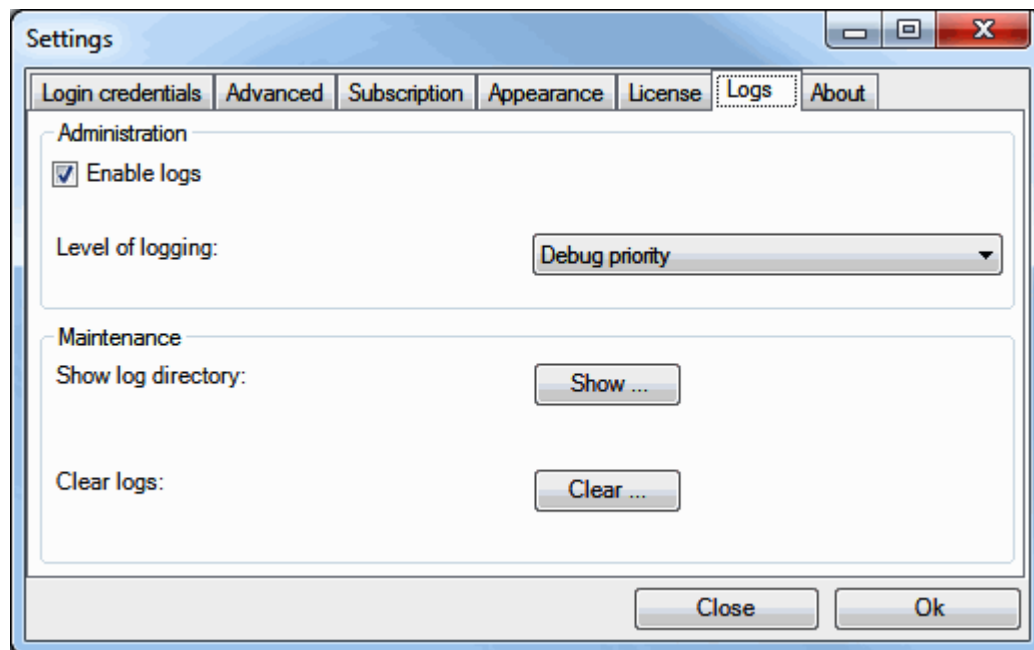 Settings
Login credentials Advanced Subscription Appearance License Logs About
Administration
Enable logs
Level of logging: Debug priority
Maintenance
Show log directory: Show ...
Clear logs: Clear ...
Close Ok